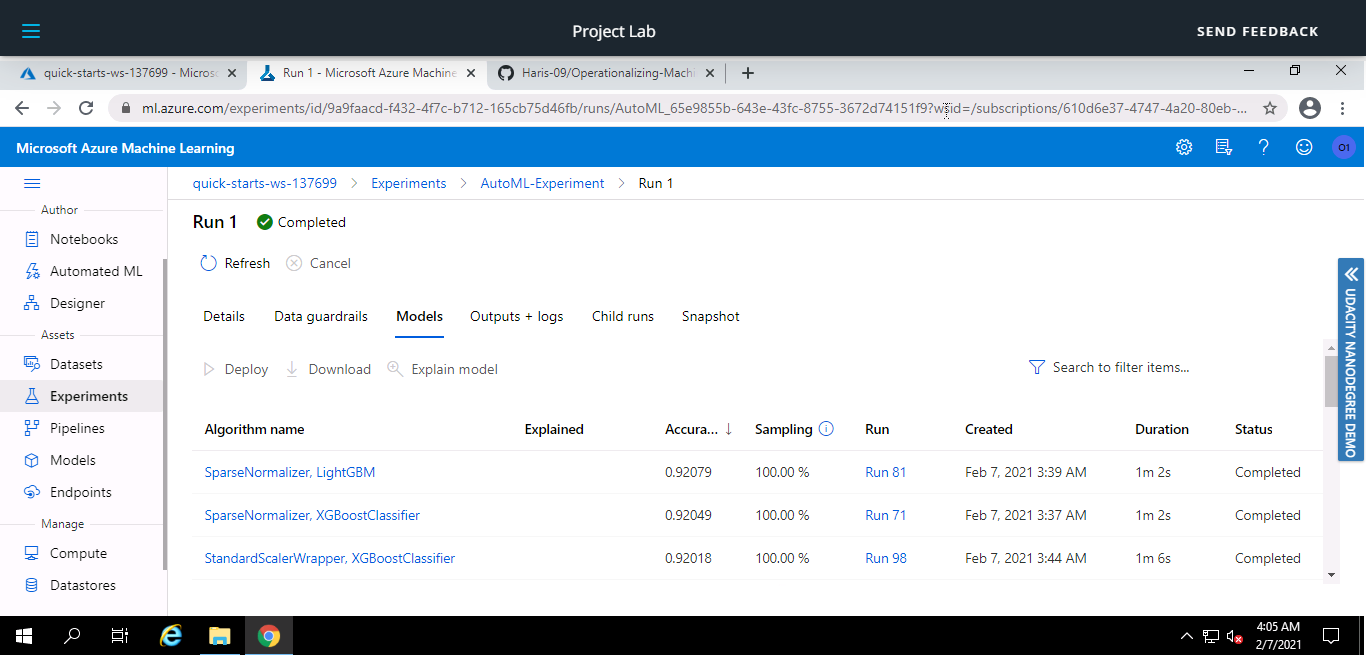 Project Lab
SEND FEEDBACK
quick-starts-ws-137699 - Micros
Run 1 - Microsoft Azure Machine
Haris-09/Operationalizing-Machi
ml.azure.com/experiments/id/9a9faacd-f432-4f7c-b712-165cb75d46fb/runs/AutoML_65e9855b-643e-43fc-8755-3672d74151f9?wsid=/subscriptions/610d6e37-4747-4a20-80eb-...
Microsoft Azure Machine Learning
O1
quick-starts-ws-137699 > Experiments > AutoML-Experiment > Run 1
Author
Notebooks
Automated ML
Designer
Assets
Datasets
Experiments
Pipelines
Models
Endpoints
Manage
Compute
Datastores
Run 1 Completed
Refresh Cancel
Details Data guardrails Models Outputs + logs Child runs Snapshot
Deploy Download Explain model Search to filter items...
Algorithm name Explained Accura... ↓ Sampling Run Created Duration Status
SparseNormalizer, LightGBM 0.92079 100.00 % Run 81 Feb 7, 2021 3:39 AM 1m 2s Completed
SparseNormalizer, XGBoostClassifier 0.92049 100.00 % Run 71 Feb 7, 2021 3:37 AM 1m 2s Completed
StandardScalerWrapper, XGBoostClassifier 0.92018 100.00 % Run 98 Feb 7, 2021 3:44 AM 1m 6s Completed
UDACITY NANODEGREE DEMO
4:05 AM
2/7/2021